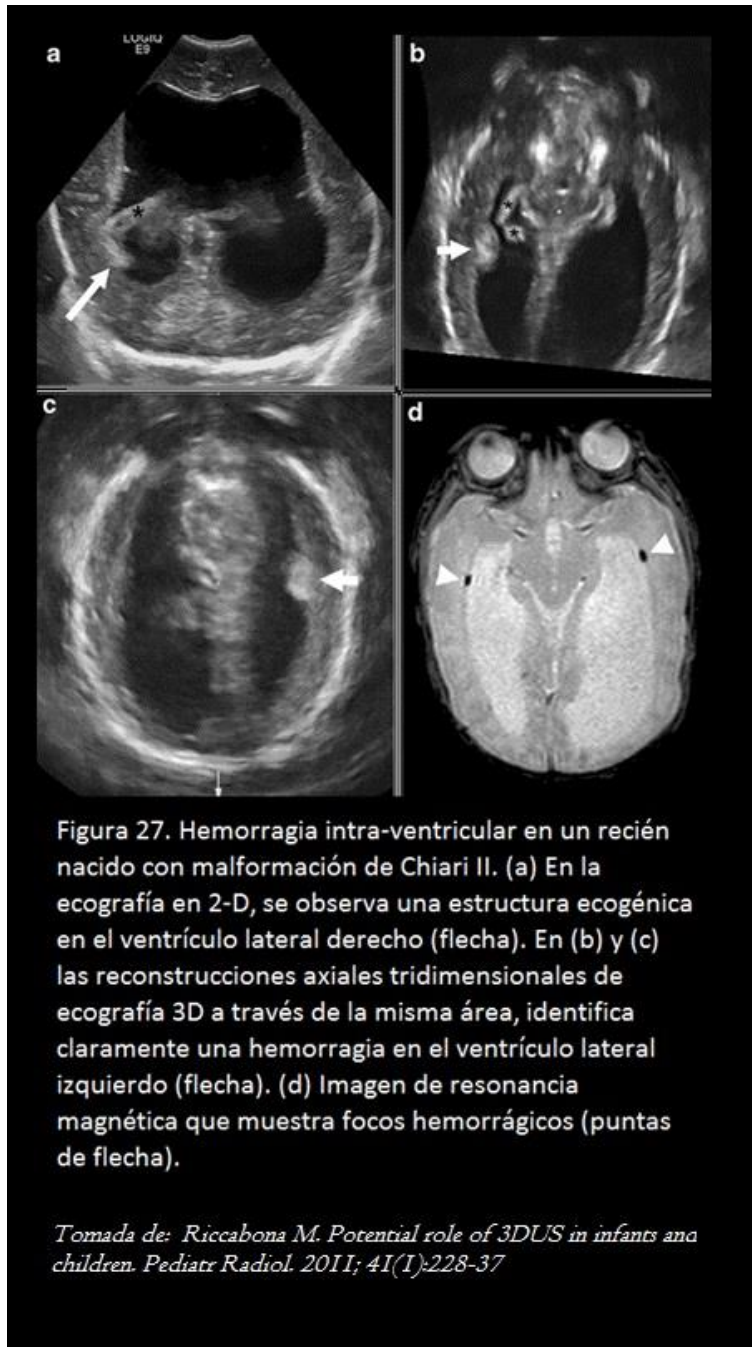 a
LOGIQ
E9
b
*
*
*
c
d
Figura 27. Hemorragia intra-ventricular en un recién
nacido con malformación de Chiari II. (a) En la
ecografía en 2-D, se observa una estructura ecogénica
en el ventrículo lateral derecho (flecha). En (b) y (c)
las reconstrucciones axiales tridimensionales de
ecografía 3D a través de la misma área, identifica
claramente una hemorragia en el ventrículo lateral
izquierdo (flecha). (d) Imagen de resonancia
magnética que muestra focos hemorrágicos (puntas
de flecha).
Tomada de: Riccabona M. Potential role of 3DUS in infants and
children. Pediatr Radiol. 2011; 41(1):228-37